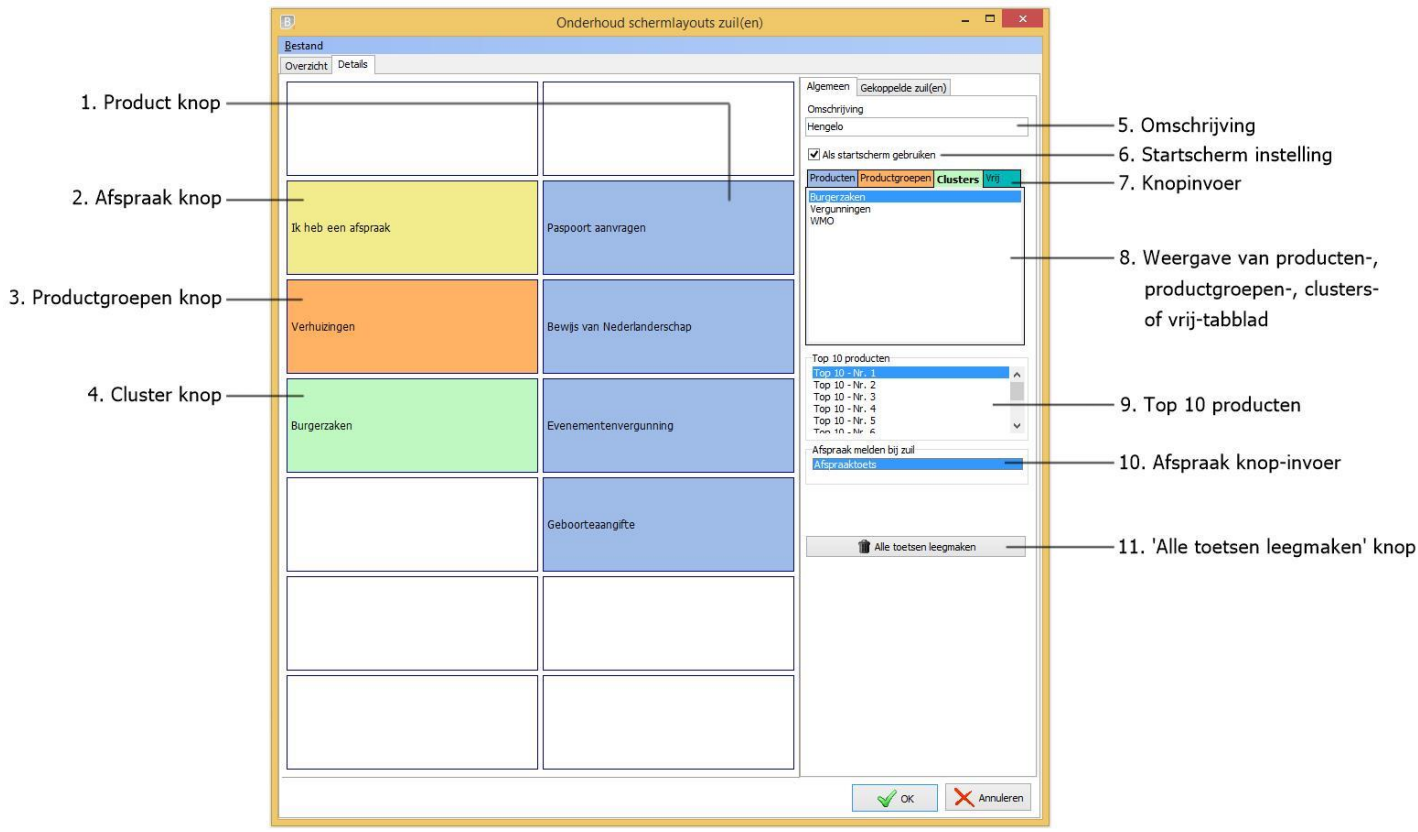 Onderhoud schermlayouts zuil(en)
Bestand
Overzicht Details
1. Product knop
2. Afspraak knop
3. Productgroepen knop
4. Cluster knop
Ik heb een afspraak
Paspoort aanvragen
Verhuizingen
Bewijs van Nederlanderschap
Burgerzaken
Evenementenvergunning
Geboorteaangifte
Algemeen Gekoppelde zuil(en)
Omschrijving
Hengelo
Als startscherm gebruiken
Producten Productgroepen Clusters Vrij
Burgerzaken
Vergunningen
WMO
Top 10 producten
Top 10 - Nr. 1
Top 10 - Nr. 2
Top 10 - Nr. 3
Top 10 - Nr. 4
Top 10 - Nr. 5
Top 10 - Nr. 6
Afspraak melden bij zuil
Afspraaktoets
Alle toetsen leegmaken
OK Annuleren
5. Omschrijving
6. Startscherm instelling
7. Knopinvoer
8. Weergave van producten-,
productgroepen-, clusters-
of vrij-tabblad
9. Top 10 producten
10. Afspraak knop-invoer
11. 'Alle toetsen leegmaken' knop